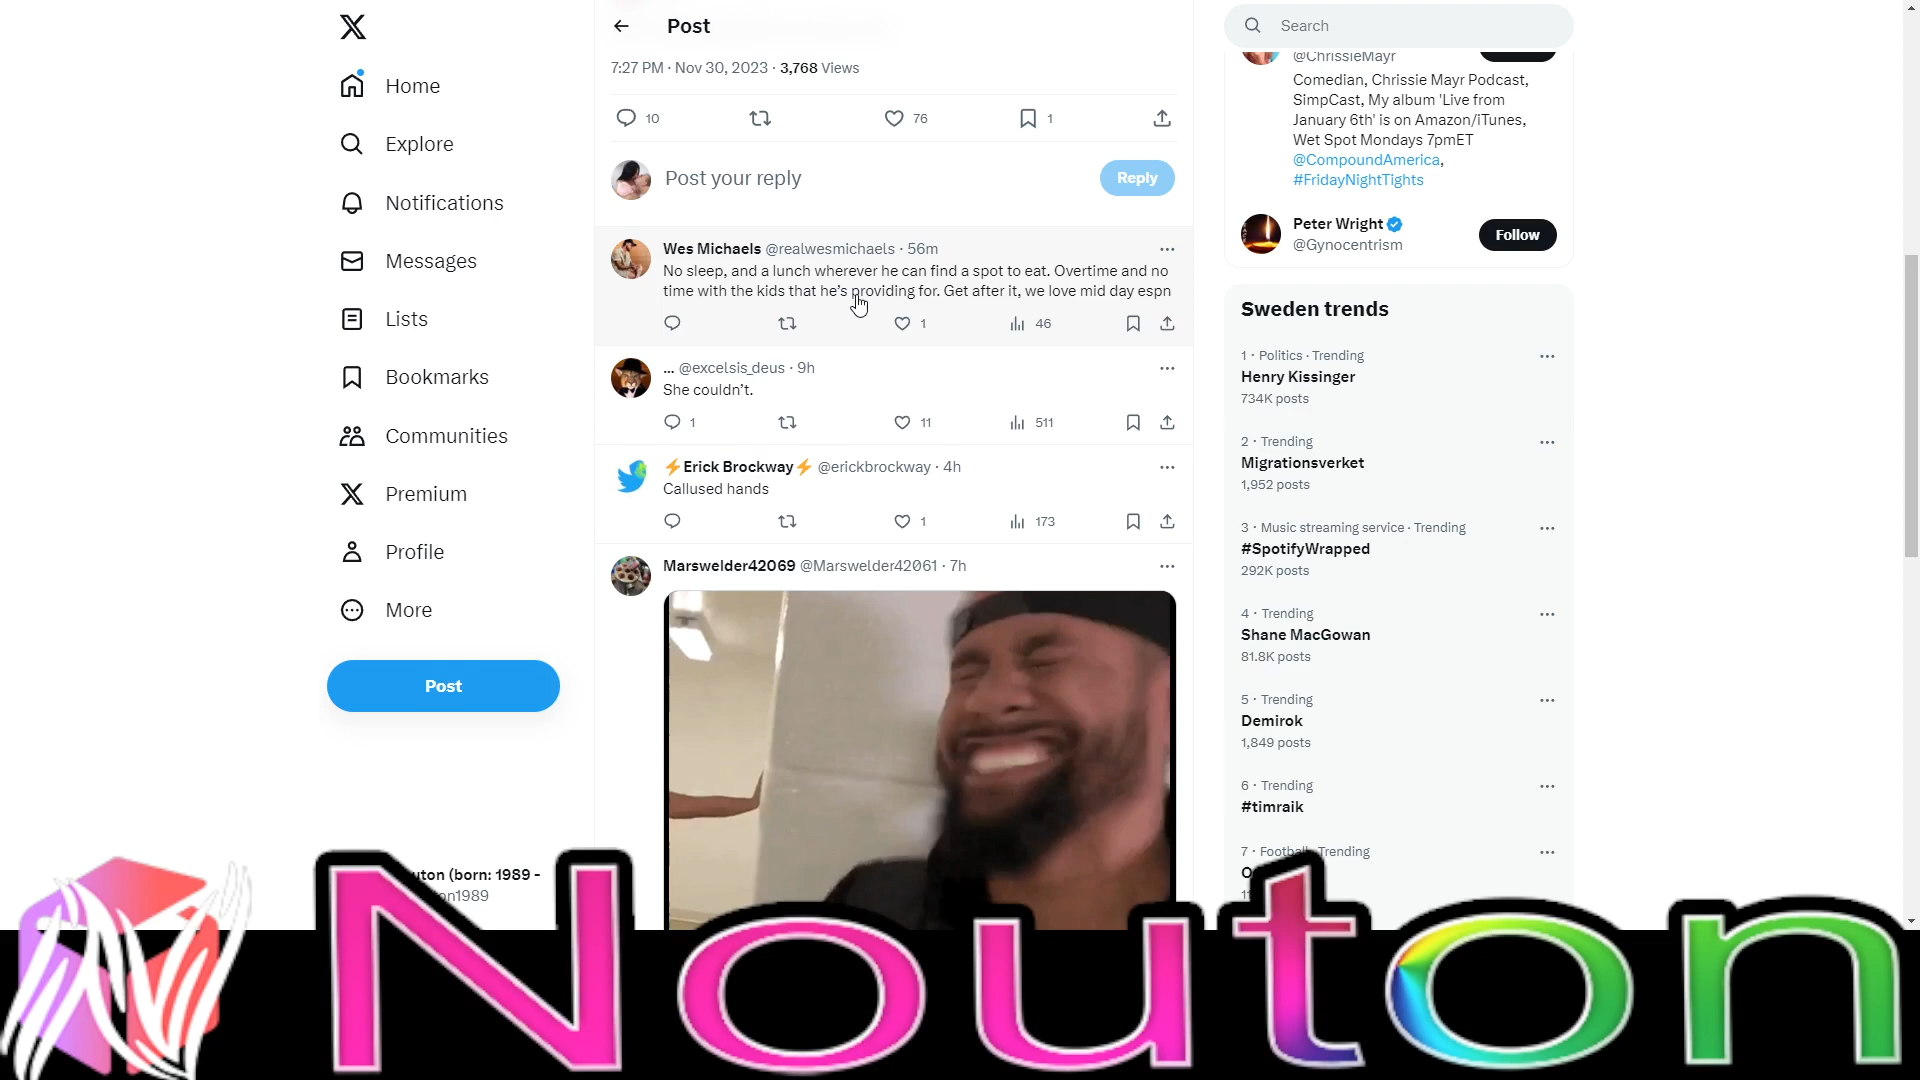 Home
Explore
Notifications
Messages
Lists
Bookmarks
Communities
Premium
Profile
More
Post
uton (born: 1989 -
on1989
Post
7:27 PM · Nov 30, 2023 · 3,768 Views
10
76
1
Post your reply
Reply
Wes Michaels @realwesmichaels · 56m
No sleep, and a lunch wherever he can find a spot to eat. Overtime and no
time with the kids that he's providing for. Get after it, we love mid day espn
1
46
... @excelsis_deus · 9h
She couldn't.
1
11
511
⚡Erick Brockway⚡ @erickbrockway · 4h
Callused hands
1
173
Marswelder42069 @Marswelder42061 · 7h
Search
@ChrissieMayr
Comedian, Chrissie Mayr Podcast,
SimpCast, My album 'Live from
January 6th' is on Amazon/iTunes,
Wet Spot Mondays 7pmET
@CompoundAmerica,
#FridayNightTights
Peter Wright
@Gynocentrism
Follow
Sweden trends
1 · Politics · Trending
Henry Kissinger
734K posts
2 · Trending
Migrationsverket
1,952 posts
3 · Music streaming service · Trending
#SpotifyWrapped
292K posts
4 · Trending
Shane MacGowan
81.8K posts
5 · Trending
Demirok
1,849 posts
6 · Trending
#timraik
7 · Football · Trending
Nouton